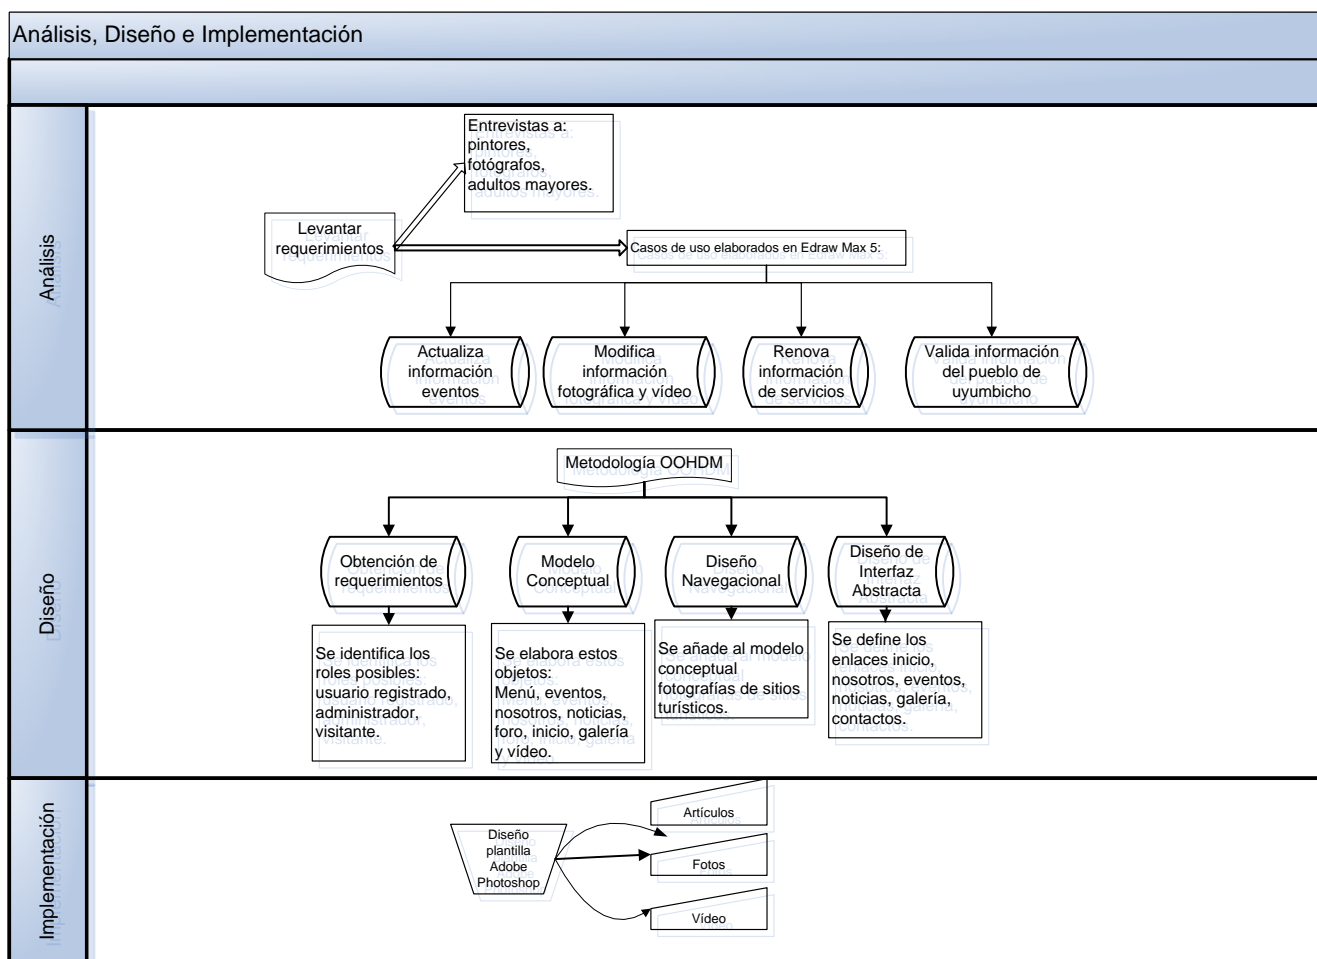 Análisis, Diseño e Implementación
Análisis
Entrevistas a:
pintores,
fotógrafos,
adultos mayores.
Levantar
requerimientos
Casos de uso elaborados en Edraw Max 5:
Actualiza
información
eventos
Modifica
información
fotográfica y vídeo
Renova
información
de servicios
Valida información
del pueblo de
uyumbicho
Diseño
Metodología OOHDM
Obtención de
requerimientos
Modelo
Conceptual
Diseño
Navegacional
Diseño de
Interfaz
Abstracta
Se identifica los
roles posibles:
usuario registrado,
administrador,
visitante.
Se elabora estos
objetos:
Menú, eventos,
nosotros, noticias,
foro, inicio, galería
y vídeo.
Se añade al modelo
conceptual
fotografías de sitios
turísticos.
Se define los
enlaces inicio,
nosotros, eventos,
noticias, galería,
contactos.
Implementación
Diseño
plantilla
Adobe
Photoshop
Artículos
Fotos
Vídeo